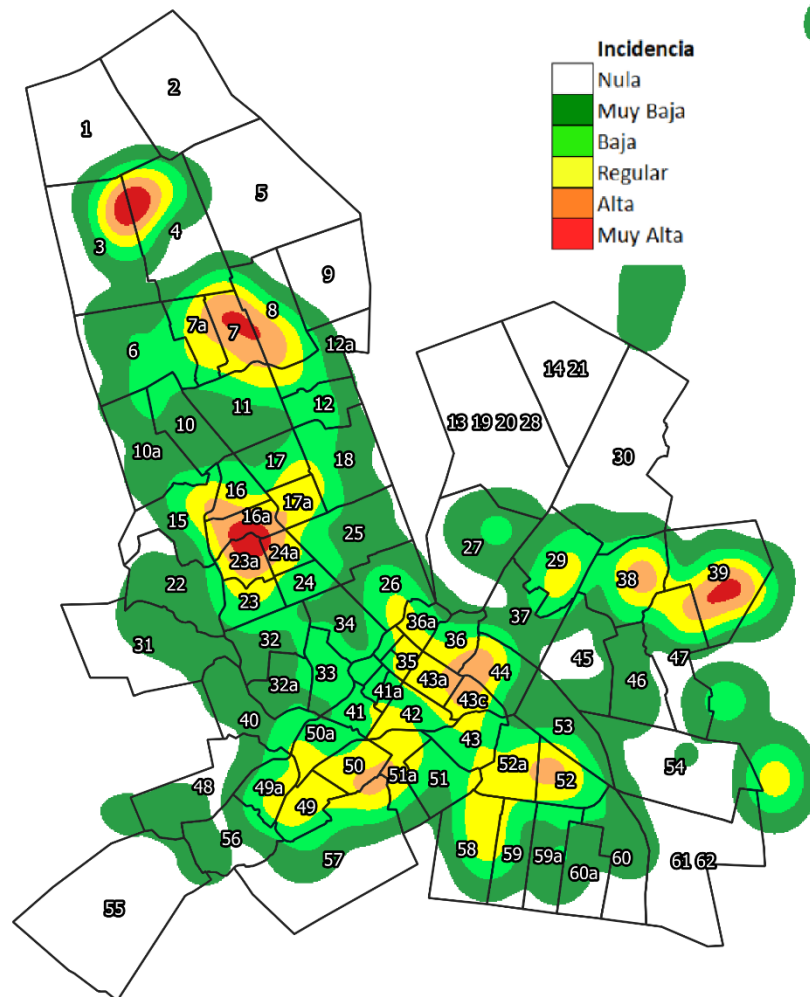 Incidencia
Nula
Muy Baja
Baja
Regular
Alta
Muy Alta
2
1
5
3
4
9
8
7a
7
6
12a
14 21
11
12
13 19 20 28
10
10a
30
17
18
16
17a
15
16a
25
27
23a
24a
29
38
39
22
24
26
23
37
34
36a
36
31
32
35
44
45
47
33
43a
46
32a
41a
43c
40
41
42
50a
43
53
50
52a
54
51a
51
52
48
49a
49
56
57
58
59
59a
60
61 62
60a
55